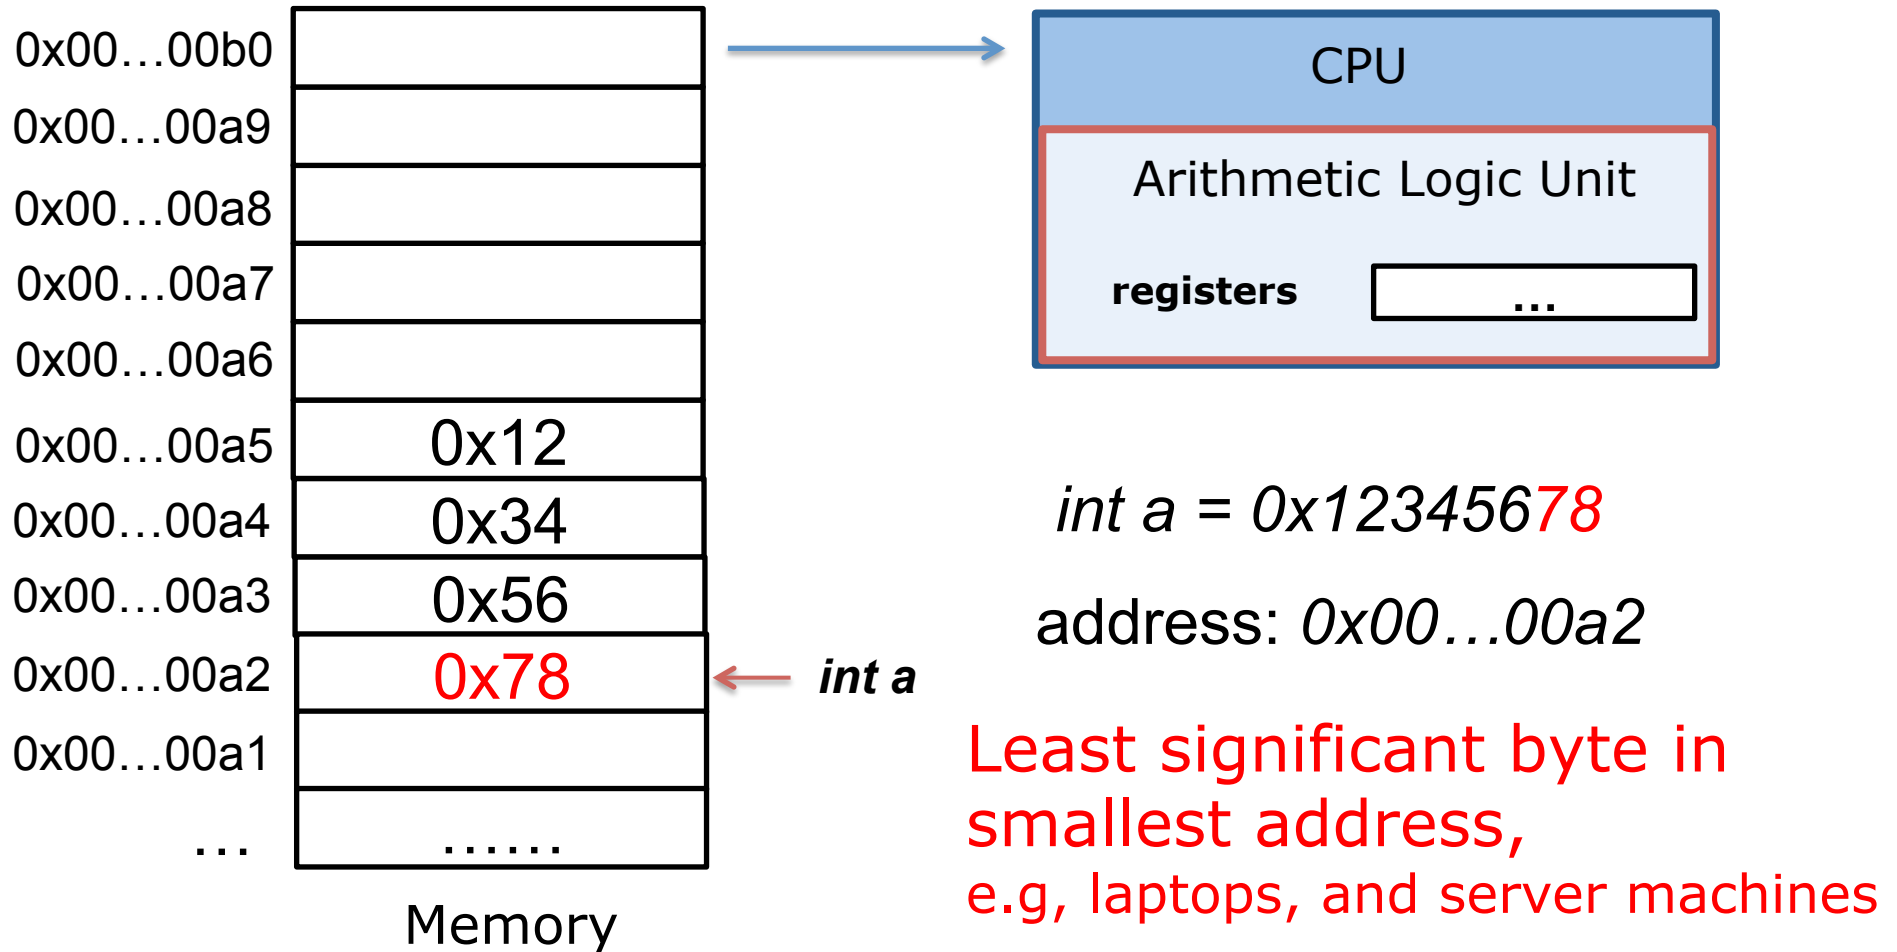 0x00…00b0
0x00…00a9
0x00…00a8
0x00…00a7
0x00…00a6
0x00…00a5 0x12
0x00…00a4 0x34
0x00…00a3 0x56
0x00…00a2 0x78
0x00…00a1
… ……
Memory
int a
CPU
Arithmetic Logic Unit
registers …
int a = 0x12345678
address: 0x00…00a2
Least significant byte in
smallest address,
e.g, laptops, and server machines